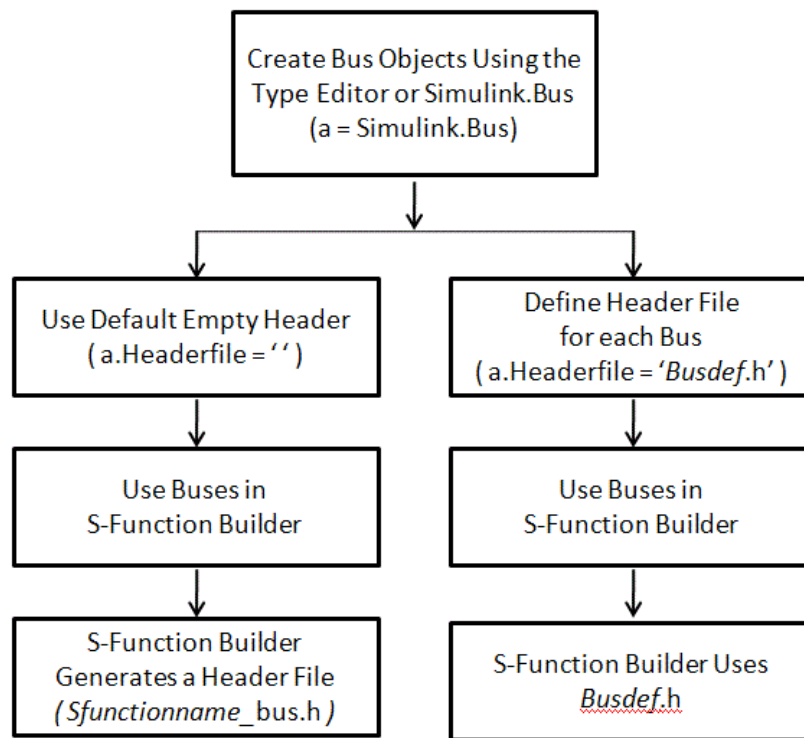 Create Bus Objects Using the
Type Editor or Simulink.Bus
(a = Simulink.Bus)
Use Default Empty Header
( a.Headerfile = ‘ ‘ )
Define Header File
for each Bus
( a.Headerfile = ‘Busdef.h’ )
Use Buses in
S-Function Builder
Use Buses in
S-Function Builder
S-Function Builder
Generates a Header File
( Sfunctionname_bus.h )
S-Function Builder Uses
Busdef.h